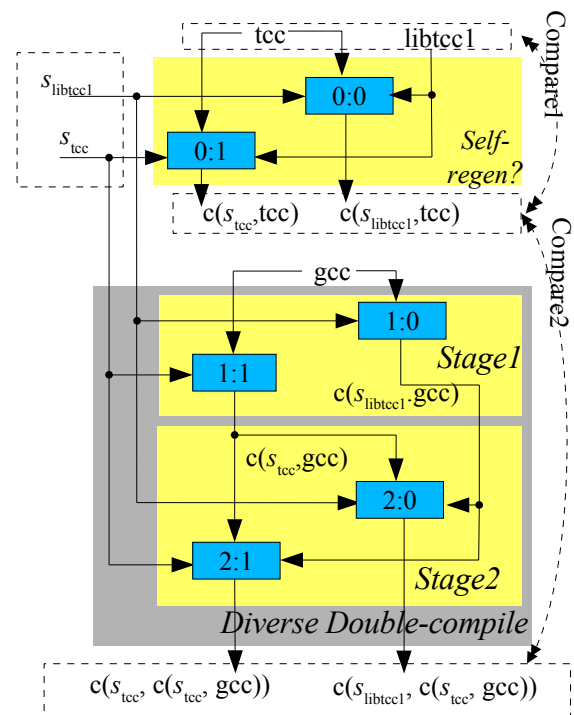 tcc
libtcc1
Compare1
s_libtcc1
0:0
s_tcc
0:1
Self-
regen?
c(s_tcc,tcc)
c(s_libtcc1,tcc)
Compare2
gcc
1:0
Stage1
1:1
c(s_libtcc1.gcc)
c(s_tcc,gcc)
2:0
2:1
Stage2
Diverse Double-compile
c(s_tcc, c(s_tcc, gcc))
c(s_libtcc1, c(s_tcc, gcc))